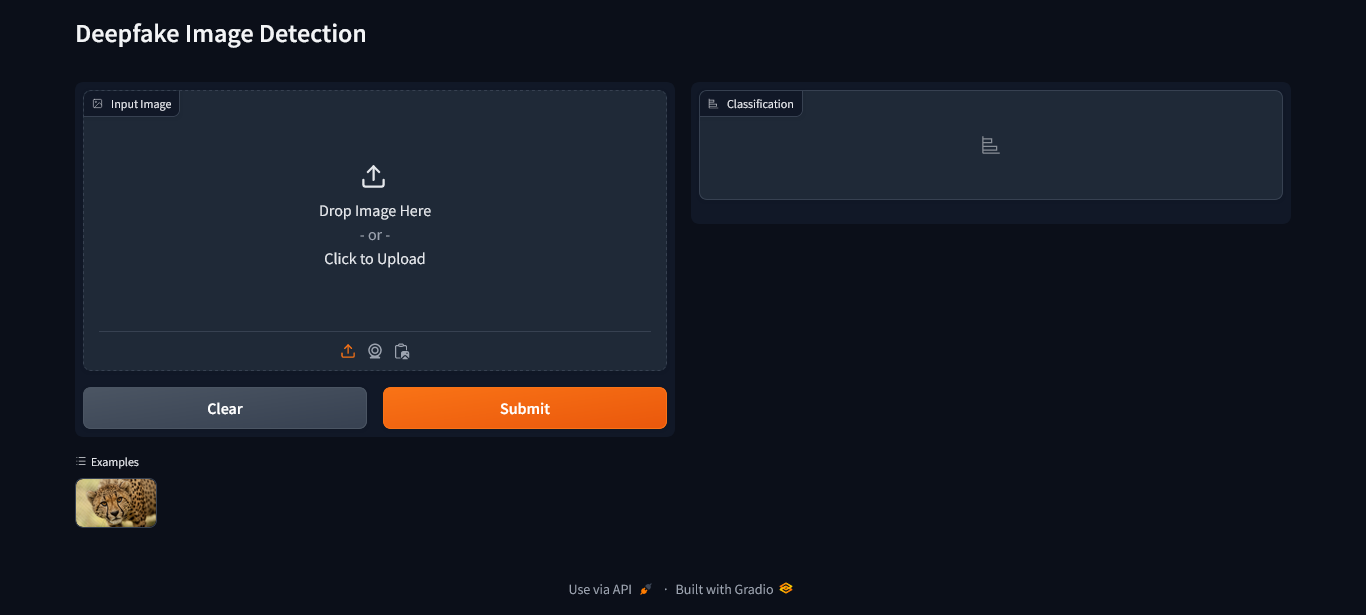 Deepfake Image Detection
Input Image
Drop Image Here
- or -
Click to Upload
Clear
Submit
Classification
Examples
Use via API · Built with Gradio